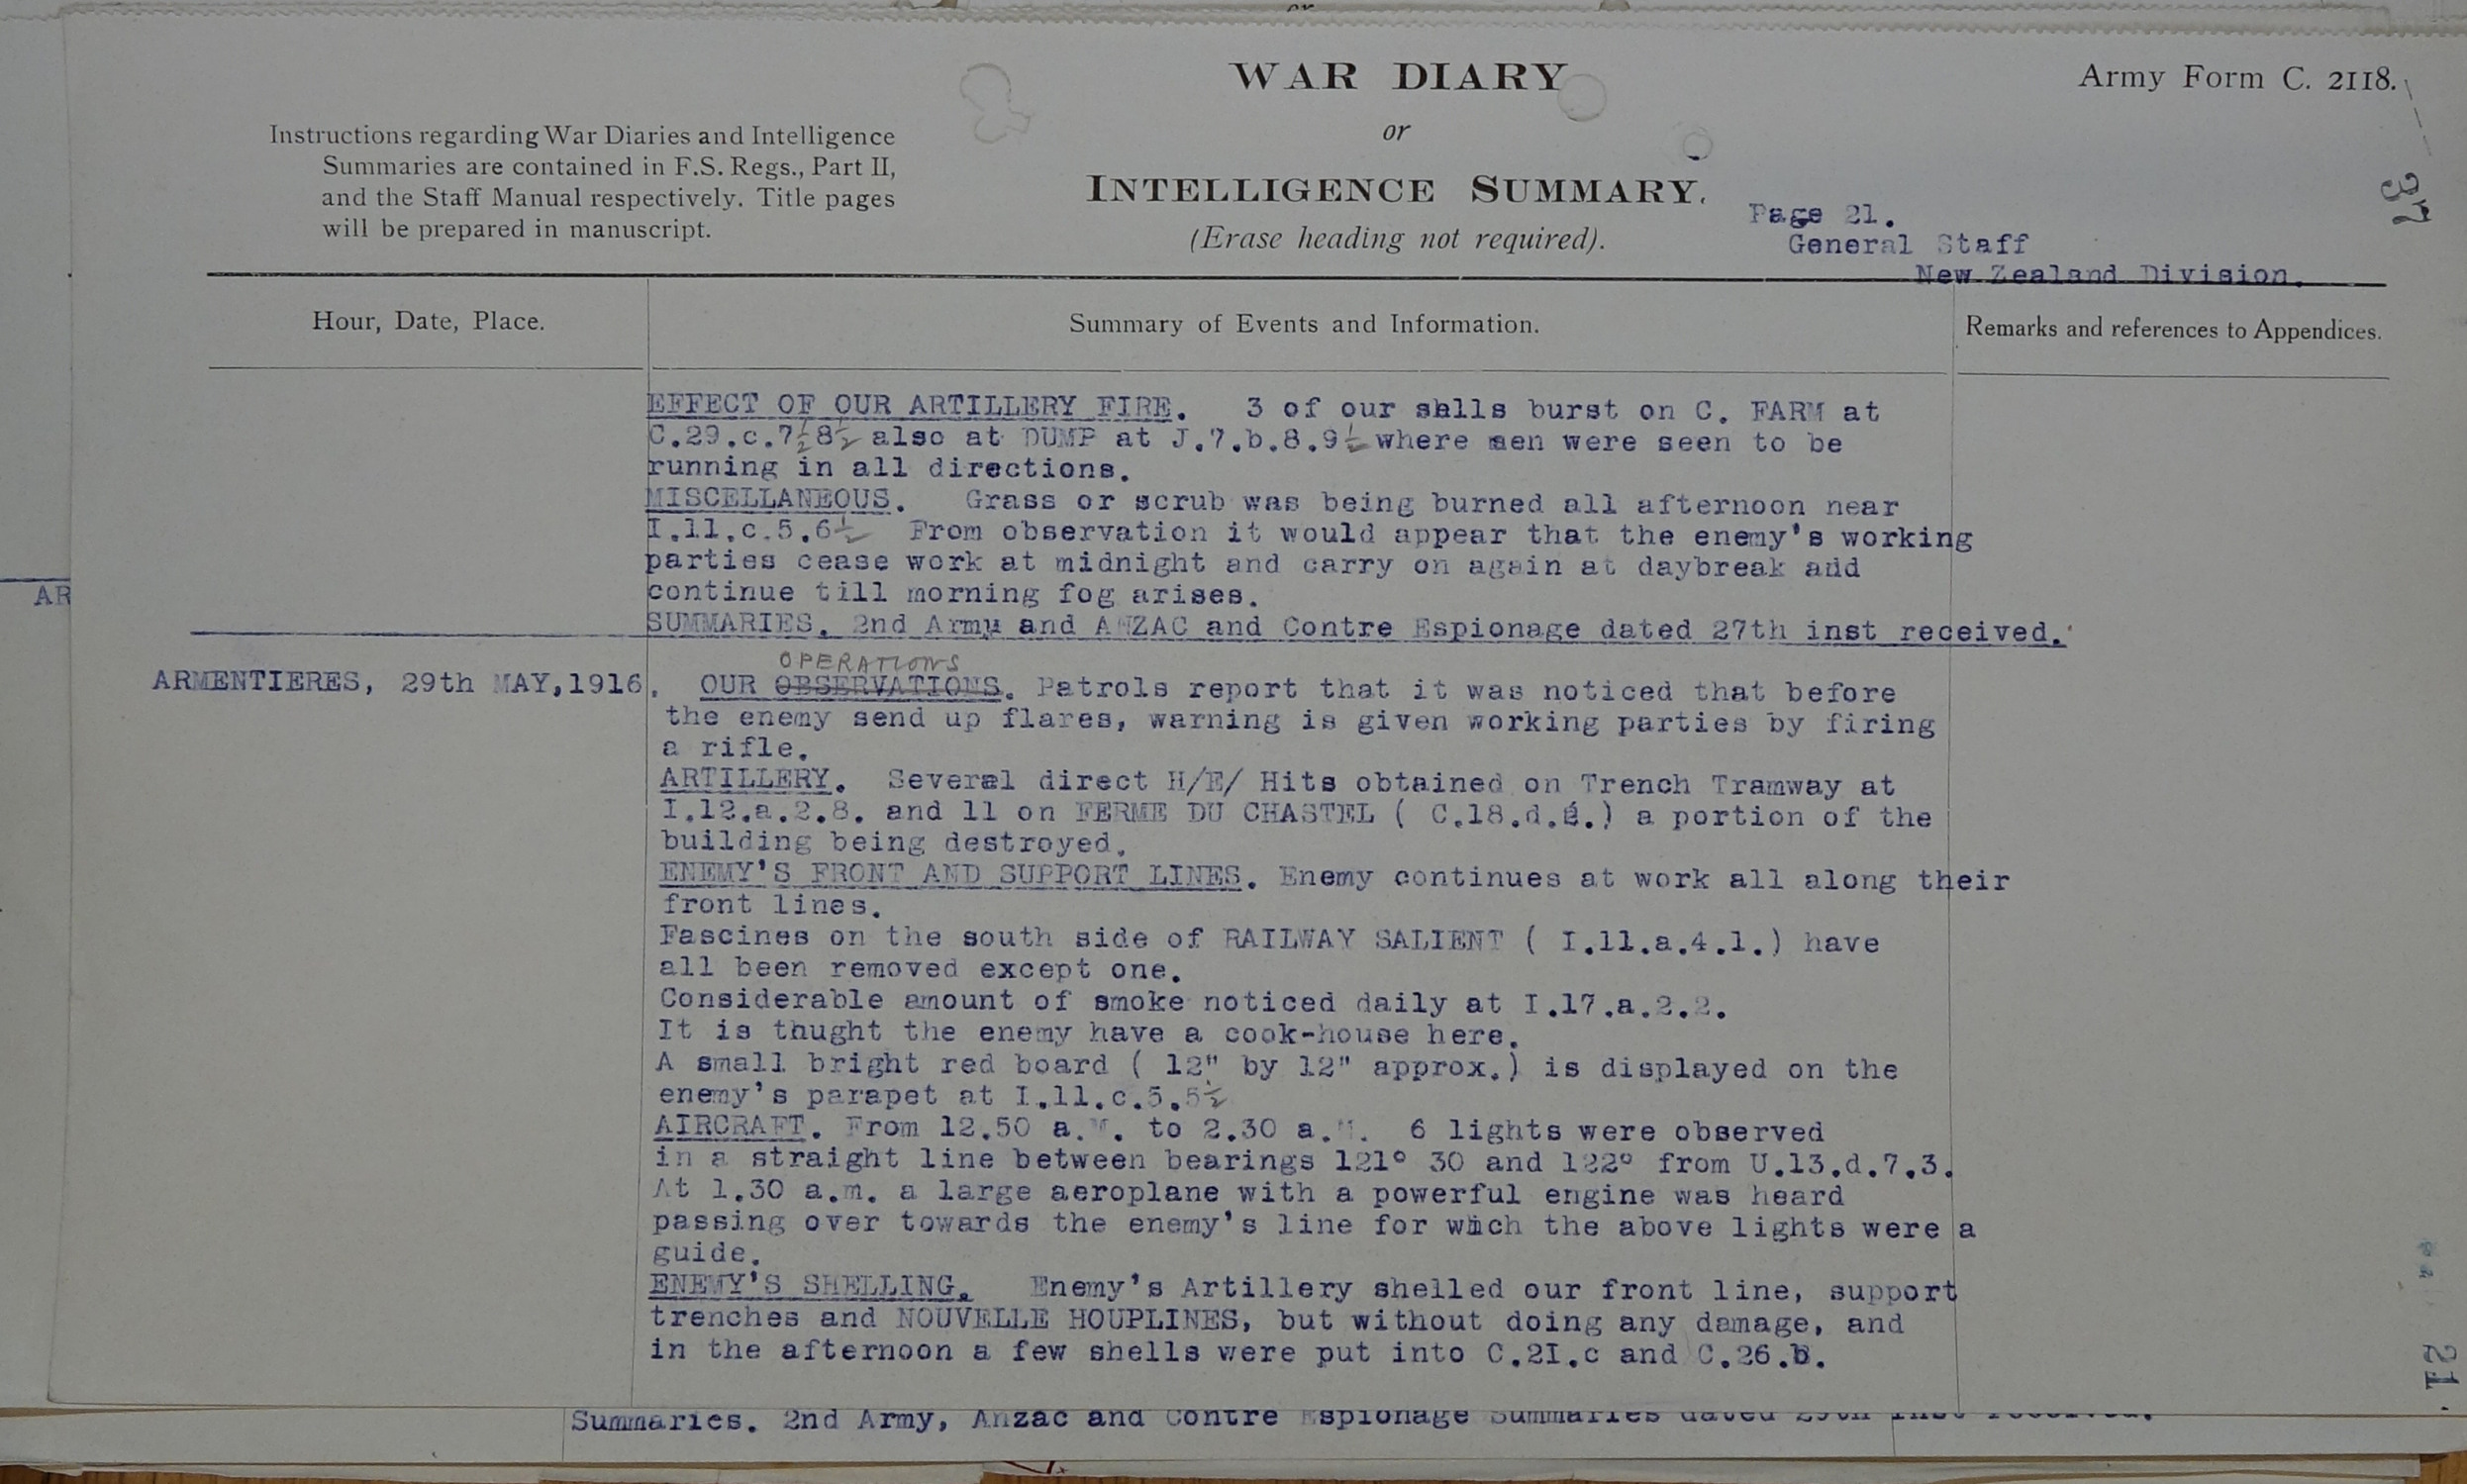 WAR DIARY
or
INTELLIGENCE SUMMARY.
(Erase heading not required).
Army Form C. 2118.
37
Instructions regarding War Diaries and Intelligence
Summaries are contained in F.S. Regs., Part II,
and the Staff Manual respectively. Title pages
will be prepared in manuscript.
Page 21.
General Staff
New Zealand Division.
Hour, Date, Place.
Summary of Events and Information.
Remarks and references to Appendices.
EFFECT OF OUR ARTILLERY FIRE. 3 of our sehlls burst on C. FARM at
C.29.c.7½8½ also at DUMP at J.7.b.8.9½ where men were seen to be
running in all directions.
MISCELLANEOUS. Grass or scrub was being burned all afternoon near
I.11.c.5.6½ From observation it would appear that the enemy's working
parties cease work at midnight and carry on again at daybreak and
continue till morning fog arises.
SUMMARIES. 2nd Army and ANZAC and Contre Espionage dated 27th inst received.
AR
OPERATIONS
ARMENTIERES, 29th MAY,1916. OUR OBSERVATIONS. Patrols report that it was noticed that before
the enemy send up flares, warning is given working parties by firing
a rifle.
ARTILLERY. Several direct H/E/ Hits obtained on Trench Tramway at
I.12.a.2.8. and 11 on FERME DU CHASTEL ( C.18.d. .) a portion of the
building being destroyed.
ENEMY'S FRONT AND SUPPORT LINES. Enemy continues at work all along their
front lines.
Fascines on the south side of RAILWAY SALIENT ( I.11.a.4.1.) have
all been removed except one.
Considerable amount of smoke noticed daily at I.17.a.2.2.
It is thught the enemy have a cook-house here.
A small bright red board ( 12" by 12" approx.) is displayed on the
enemy's parapet at I.11.c.5.5½
AIRCRAFT. From 12.50 a.M. to 2.30 a.M. 6 lights were observed
in a straight line between bearings 121° 30 and 122° from U.13.d.7.3.
At 1.30 a.m. a large aeroplane with a powerful engine was heard
passing over towards the enemy's line for which the above lights were a
guide.
ENEMY'S SHELLING. Enemy's Artillery shelled our front line, support
trenches and NOUVELLE HOUPLINES, but without doing any damage, and
in the afternoon a few shells were put into C.2I.c and C.26.b.
21.
Summaries. 2nd Army, Anzac and Contre Espionage Summaries dated 29th inst received.